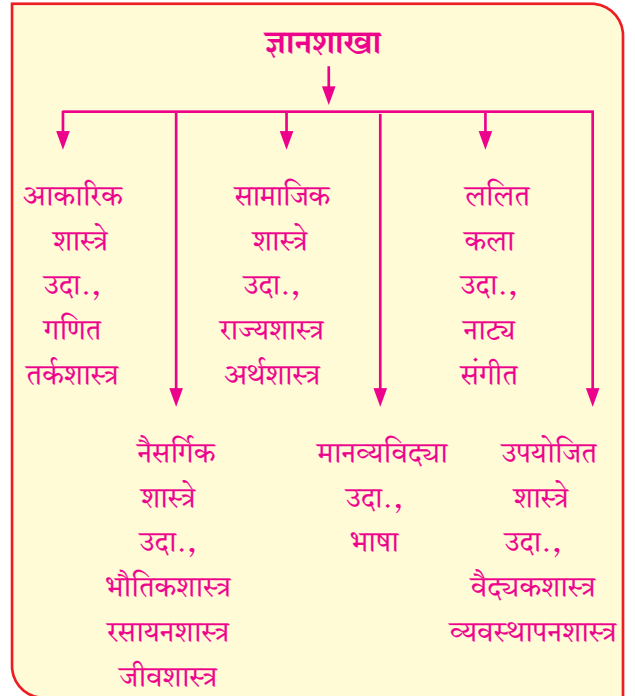 ज्ञानशाखा
आकारिक
शास्त्रे
उदा.,
गणित
तर्कशास्त्र
सामाजिक
शास्त्रे
उदा.,
राज्यशास्त्र
अर्थशास्त्र
ललित
कला
उदा.,
नाट्य
संगीत
नैसर्गिक
शास्त्रे
उदा.,
भौतिकशास्त्र
रसायनशास्त्र
जीवशास्त्र
मानव्यविद्या
उदा.,
भाषा
उपयोजित
शास्त्रे
उदा.,
वैद्यकशास्त्र
व्यवस्थापनशास्त्र